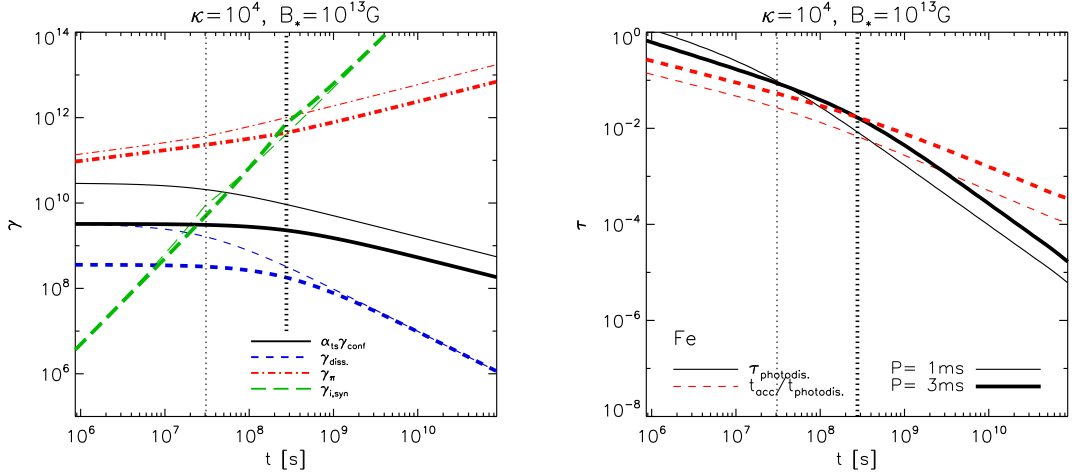 κ=10⁴, B_*=10¹³G
10¹⁴
10¹²
10¹⁰
10⁸
10⁶
γ
α_ts γ_conf
γ_diss.
γ_π
γ_i,syn
10⁶ 10⁷ 10⁸ 10⁹ 10¹⁰
t [s]
κ=10⁴, B_*=10¹³G
10⁰
10⁻²
10⁻⁴
10⁻⁶
10⁻⁸
τ
Fe
τ_photodis.
t_acc/t_photodis.
P= 1ms
P= 3ms
10⁶ 10⁷ 10⁸ 10⁹ 10¹⁰
t [s]